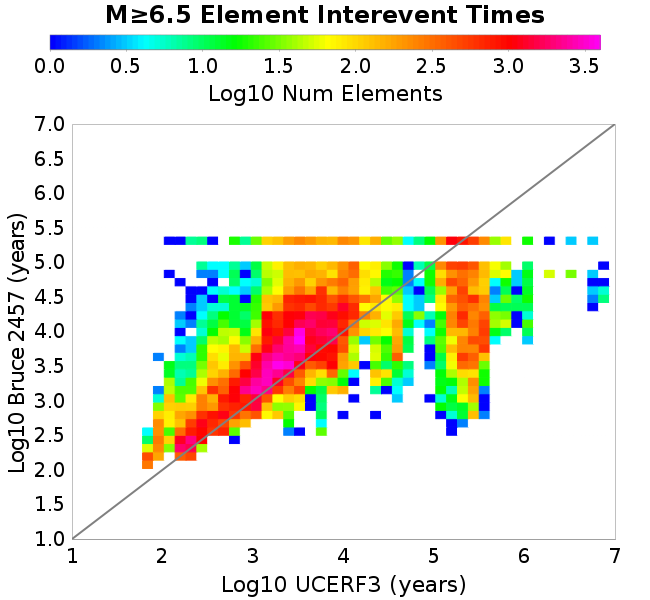 M≥6.5 Element Interevent Times
0.0 0.5 1.0 1.5 2.0 2.5 3.0 3.5
Log10 Num Elements
7.0
6.5
6.0
5.5
5.0
4.5
4.0
3.5
3.0
2.5
2.0
1.5
1.0
Log10 Bruce 2457 (years)
1 2 3 4 5 6 7
Log10 UCERF3 (years)